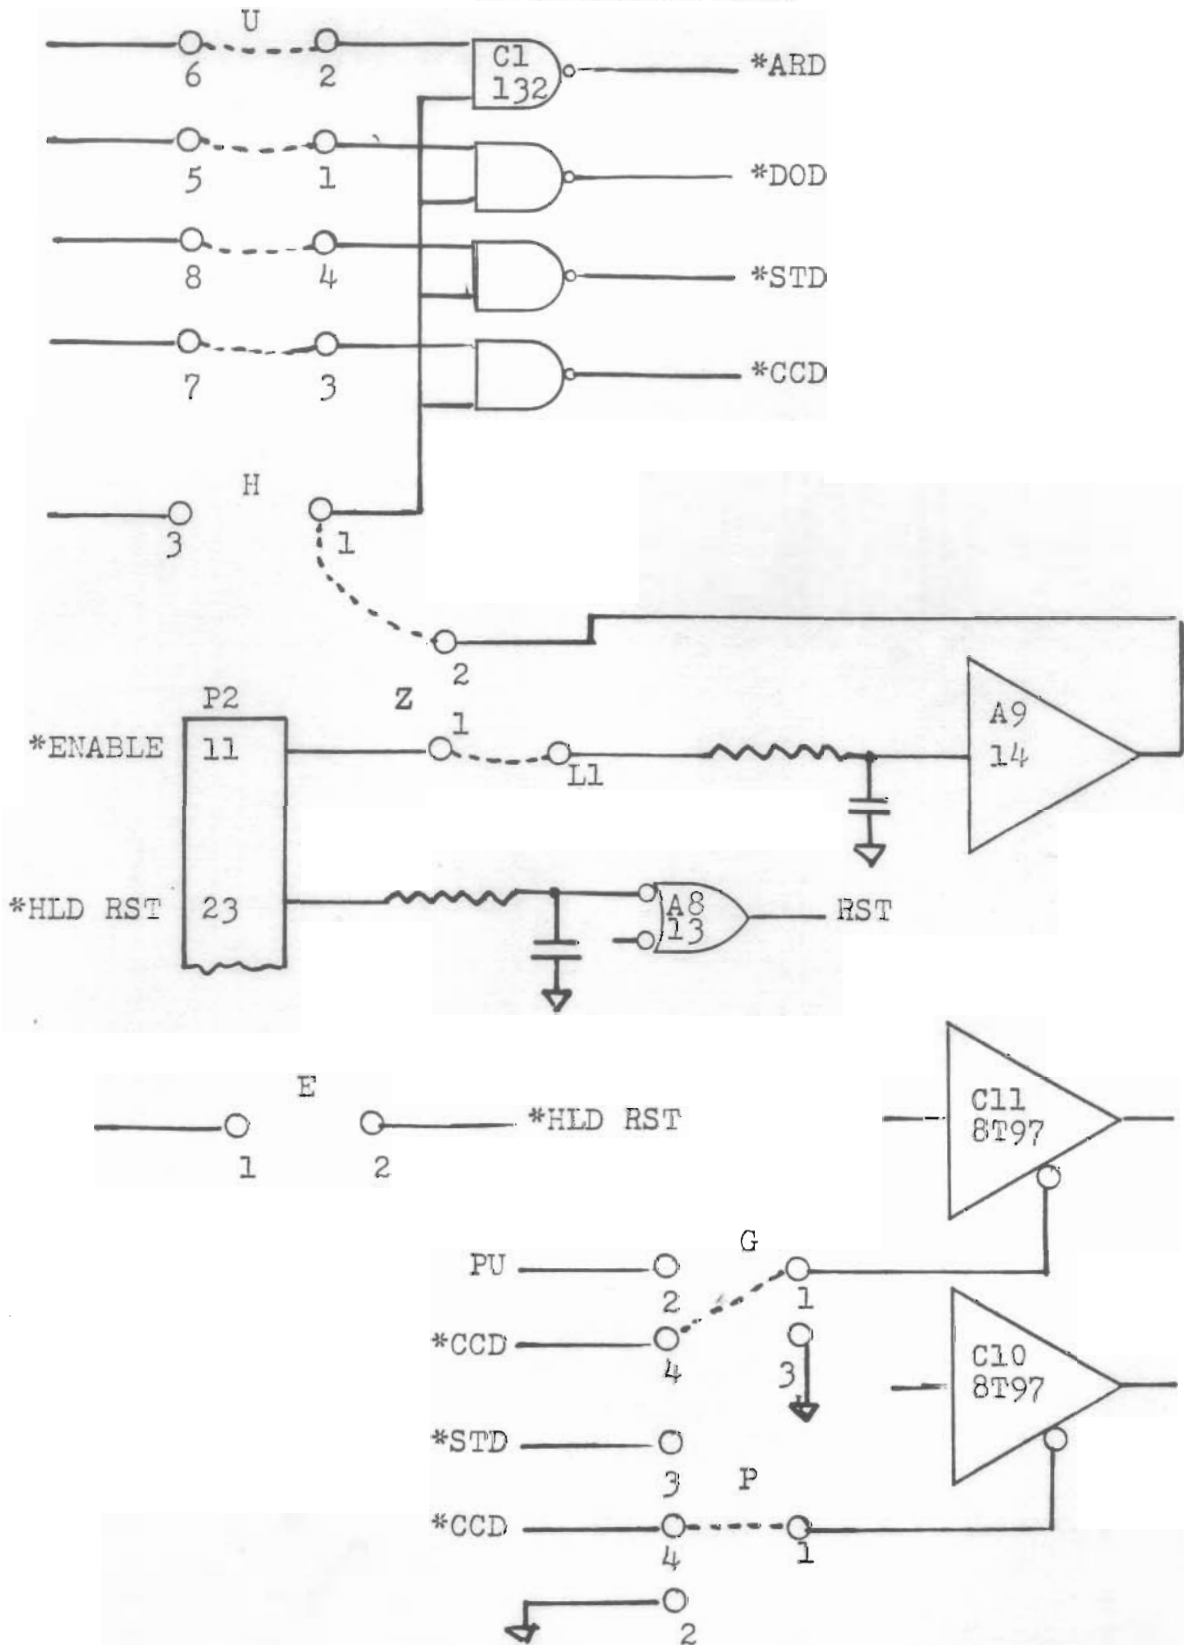 U
6 2
C1
132
*ARD
5 1
*DOD
8 4
*STD
7 3
*CCD
H
3 1
2
P2
Z
1
*ENABLE 11
L1
A9
14
*HLD RST 23
A8
13
RST
E
1 2
*HLD RST
C11
8T97
G
PU
2 1
*CCD
4 3
C10
8T97
*STD
3
P
*CCD
4 1
2